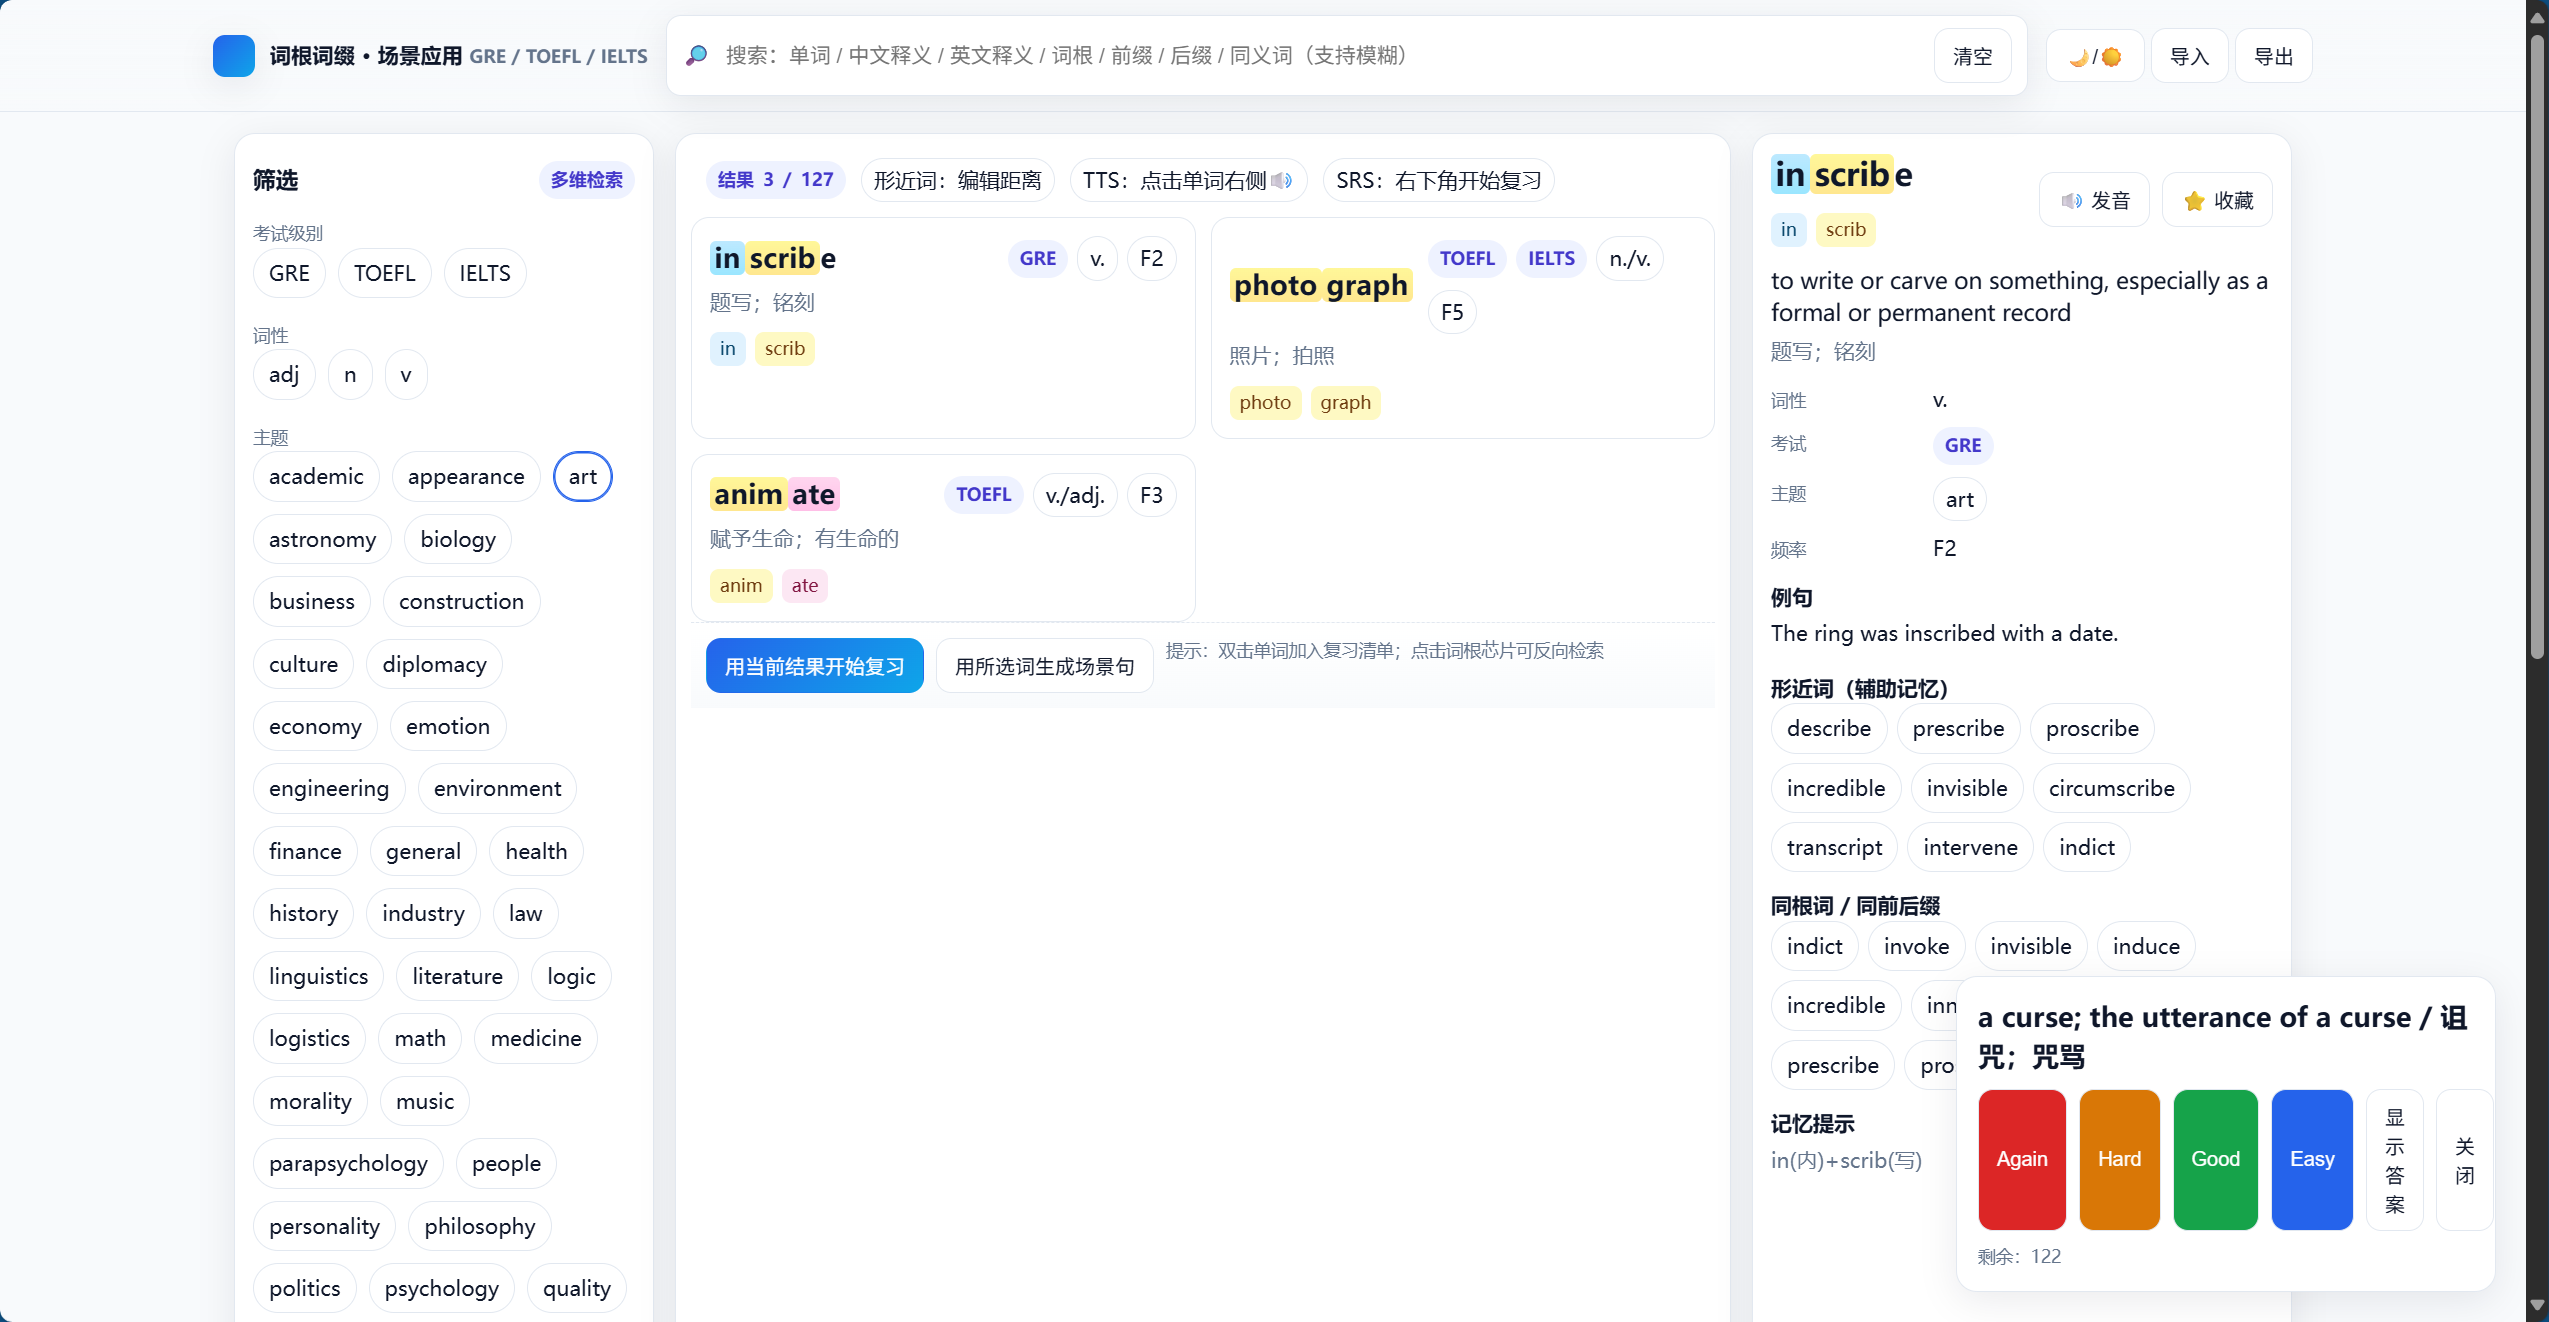 词根词缀 • 场景应用 GRE / TOEFL / IELTS
搜索：单词 / 中文释义 / 英文释义 / 词根 / 前缀 / 后缀 / 同义词（支持模糊）
清空
/
导入
导出
筛选
多维检索
考试级别
GRE
TOEFL
IELTS
词性
adj
n
v
主题
academic
appearance
art
astronomy
biology
business
construction
culture
diplomacy
economy
emotion
engineering
environment
finance
general
health
history
industry
law
linguistics
literature
logic
logistics
math
medicine
morality
music
parapsychology
people
personality
philosophy
politics
psychology
quality
结果 3 / 127
形近词：编辑距离
TTS：点击单词右侧
SRS：右下角开始复习
inscribe
GRE
v.
F2
题写；铭刻
in
scrib
photograph
TOEFL
IELTS
n./v.
F5
照片；拍照
photo
graph
animate
TOEFL
v./adj.
F3
赋予生命；有生命的
anim
ate
用当前结果开始复习
用所选词生成场景句
提示：双击单词加入复习清单；点击词根芯片可反向检索
inscribe
发音
收藏
in
scrib
to write or carve on something, especially as a
formal or permanent record
题写；铭刻
词性
v.
考试
GRE
主题
art
频率
F2
例句
The ring was inscribed with a date.
形近词（辅助记忆）
describe
prescribe
proscribe
incredible
invisible
circumscribe
transcript
intervene
indict
同根词 / 同前后缀
indict
invoke
invisible
induce
incredible
inn
prescribe
pro
记忆提示
in(内)+scrib(写)
a curse; the utterance of a curse / 诅
咒；咒骂
Again
Hard
Good
Easy
显示答案
关闭
剩余：122